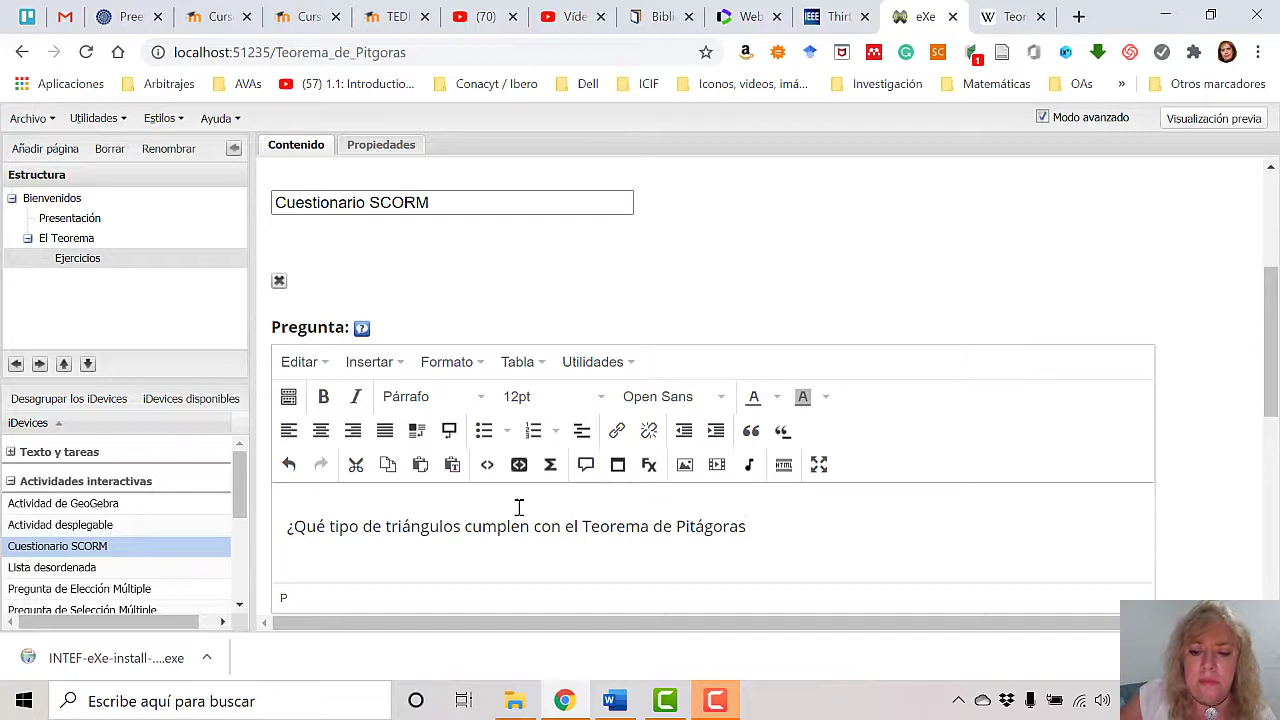 Curs
Curs
TEDI
(70)
Víde
Bibli
Web
IEEE
Thirt
eXe
W
Teor
Pree
localhost:51235/Teorema_de_Pitgoras
Aplicaciones
Arbitrajes
AVAs
(57) 1.1: Introductio...
Conacyt / Ibero
Dell
ICIF
Iconos, videos, imá...
Investigación
Matemáticas
OAs
»
Otros marcadores
Archivo
Utilidades
Estilos
Ayuda
Modo avanzado
Visualización previa
Añadir página
Borrar
Renombrar
Contenido
Propiedades
Estructura
Bienvenidos
Presentación
El Teorema
Ejercicios
Cuestionario SCORM
Pregunta:
Editar
Insertar
Formato
Tabla
Utilidades
B
I
Párrafo
12pt
Open Sans
A
A
Desagrupar los iDevices
iDevices disponibles
iDevices
Texto y tareas
Actividades interactivas
Actividad de GeoGebra
Actividad desplegable
Cuestionario SCORM
Lista desordenada
Pregunta de Elección Múltiple
Pregunta de Selección Múltiple
HTML
¿Qué tipo de triángulos cumplen con el Teorema de Pitágoras
P
INTEF-eXe-install-....exe
Escribe aquí para buscar